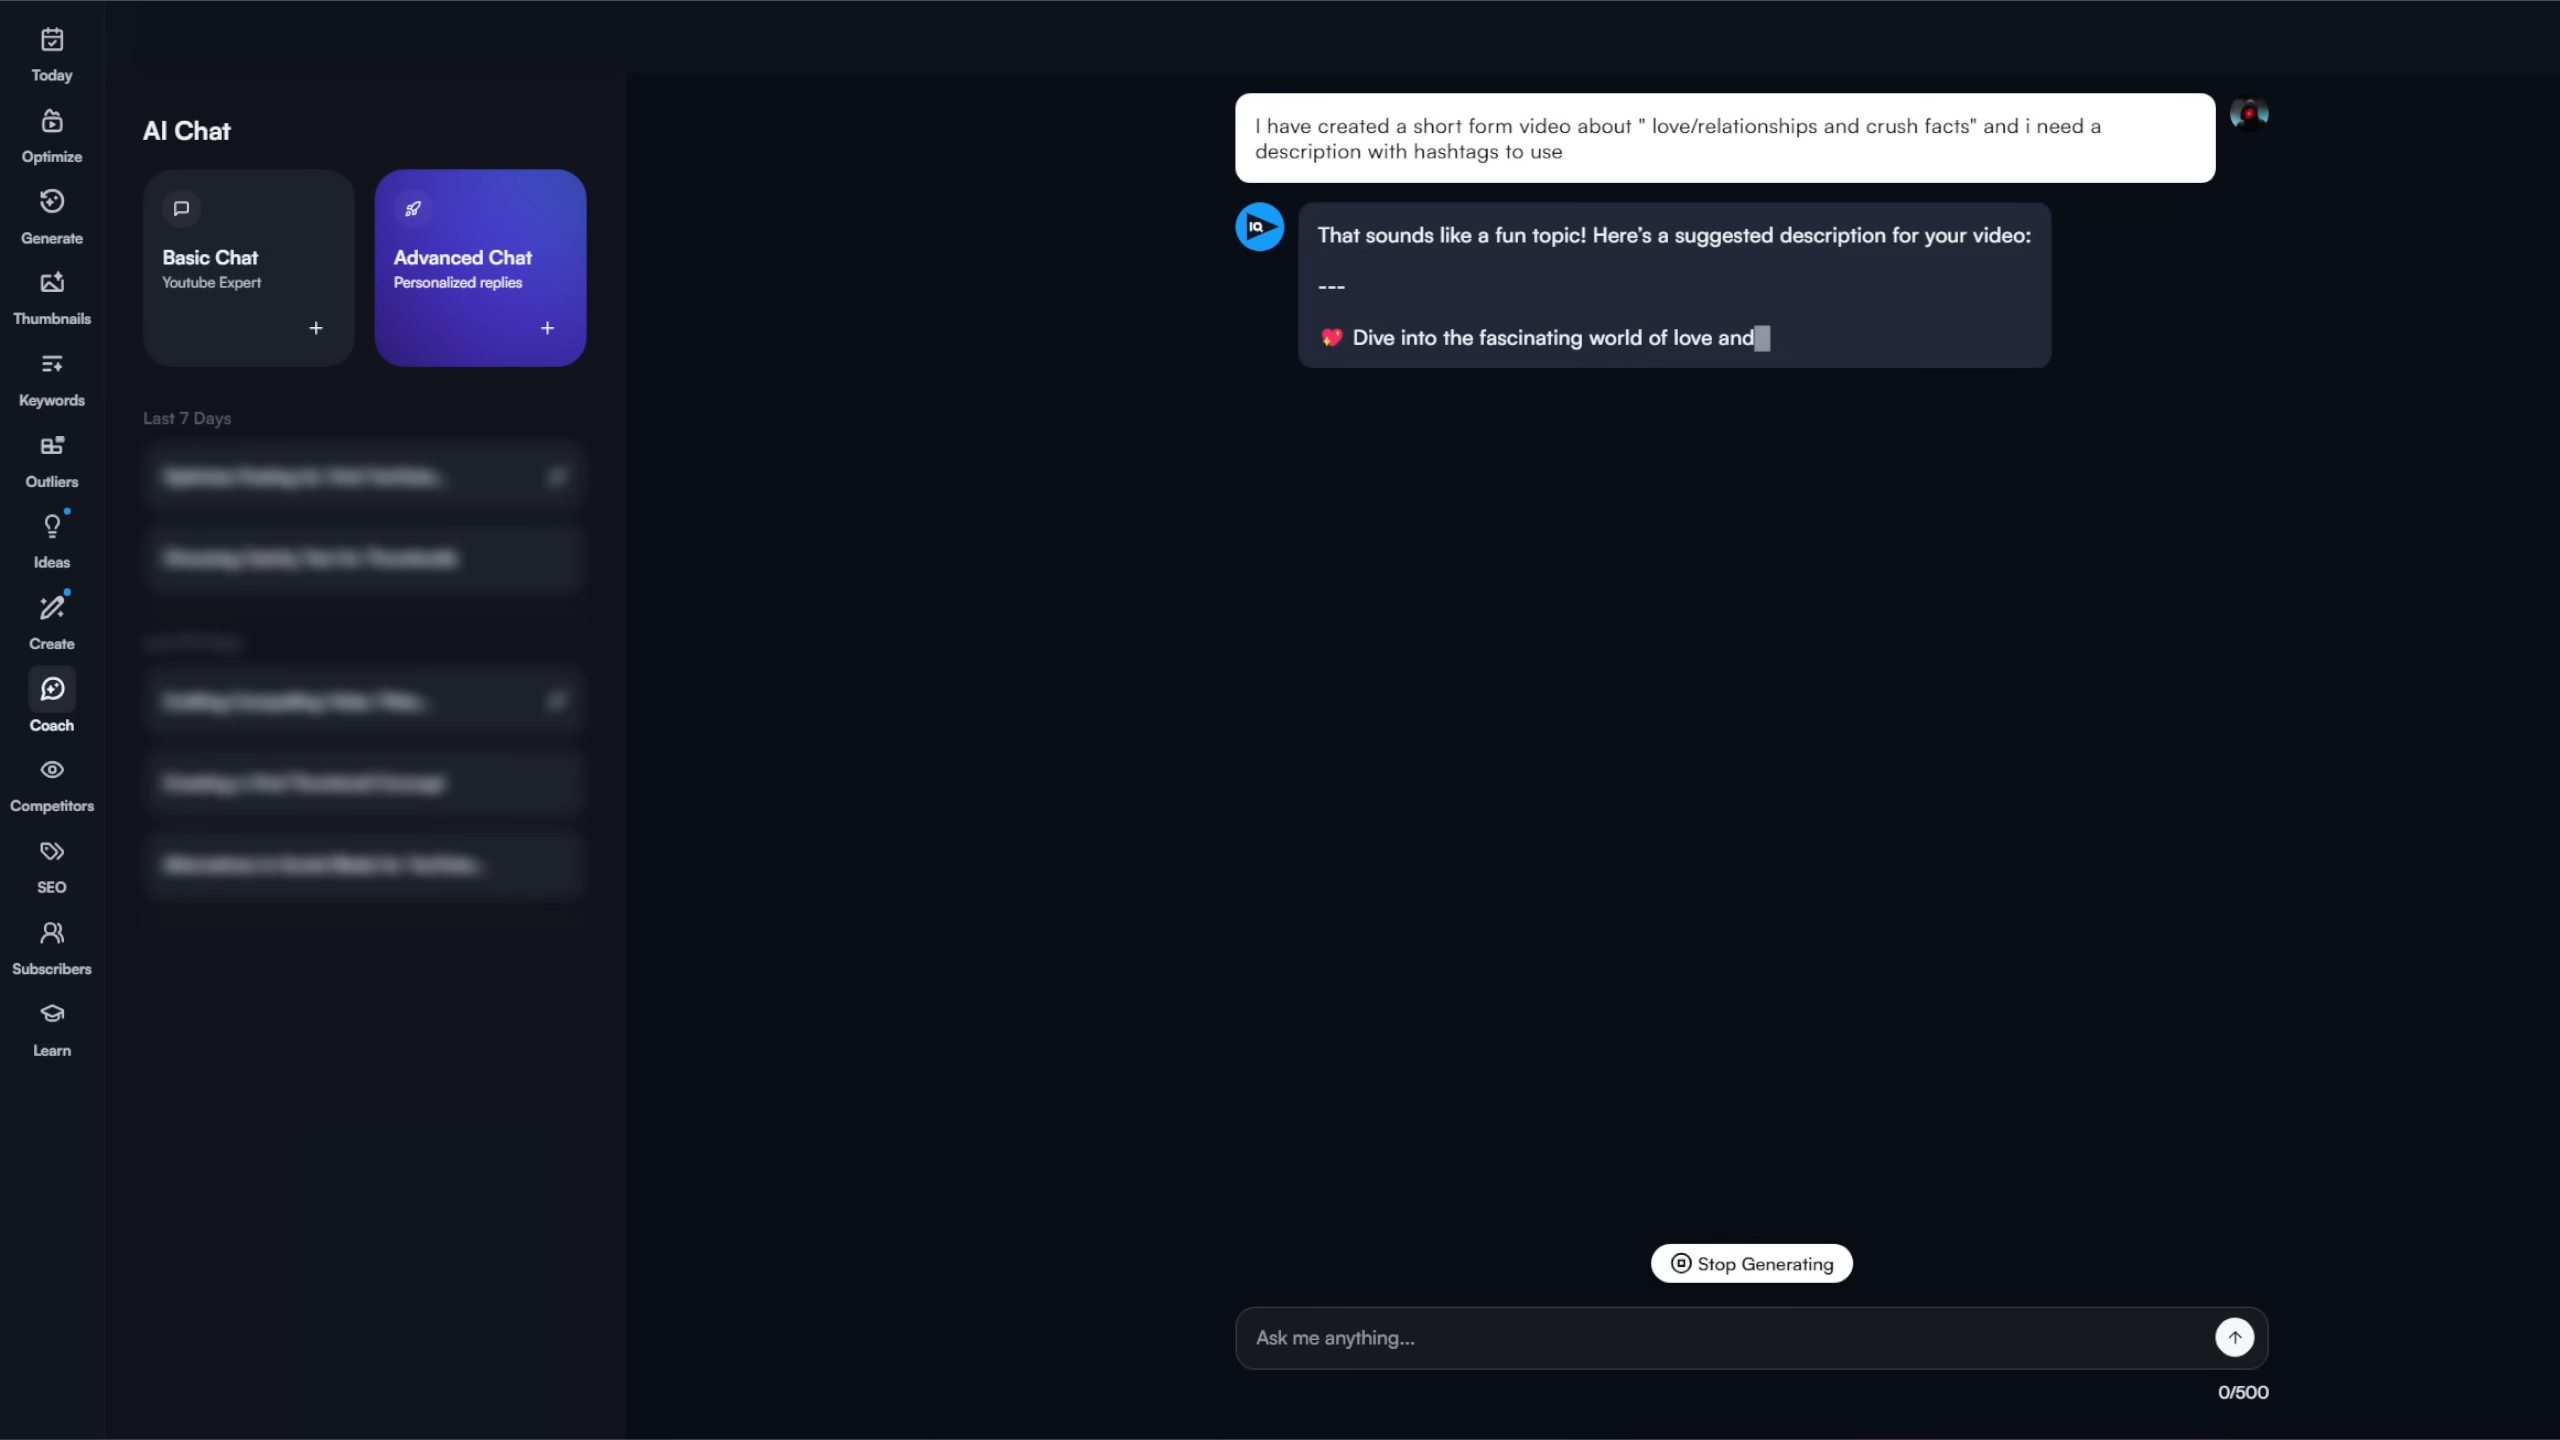 Today
Optimize
Generate
Thumbnails
Keywords
Outliers
Ideas
Create
Coach
Competitors
SEO
Subscribers
Learn
AI Chat
Basic Chat
Youtube Expert
Advanced Chat
Personalized replies
Last 7 Days
I have created a short form video about " love/relationships and crush facts" and i need a
description with hashtags to use
IQ
That sounds like a fun topic! Here's a suggested description for your video:
---
💖 Dive into the fascinating world of love and
Stop Generating
Ask me anything...
0/500